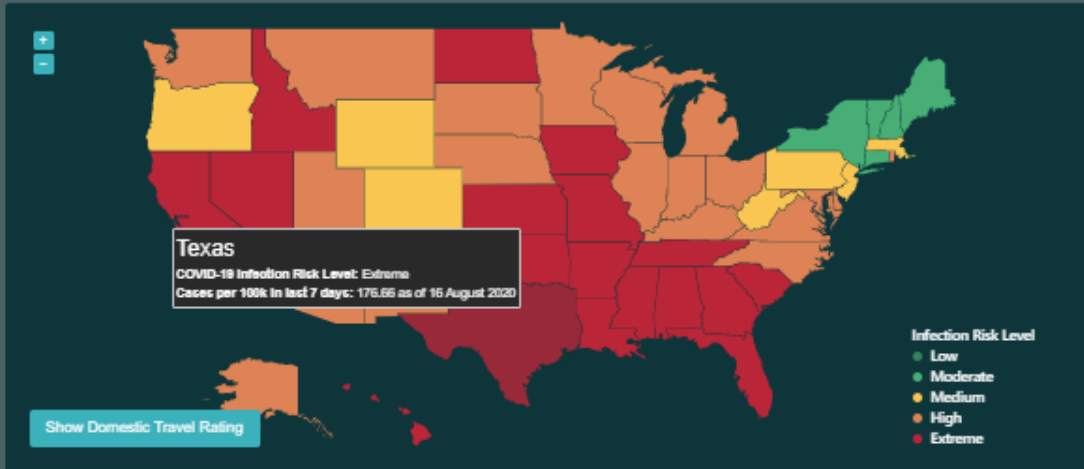 +
−
Texas
COVID-19 Infection Risk Level: Extreme
Cases per 100k in last 7 days: 176.66 as of 16 August 2020
Infection Risk Level
Low
Moderate
Medium
High
Extreme
Show Domestic Travel Rating